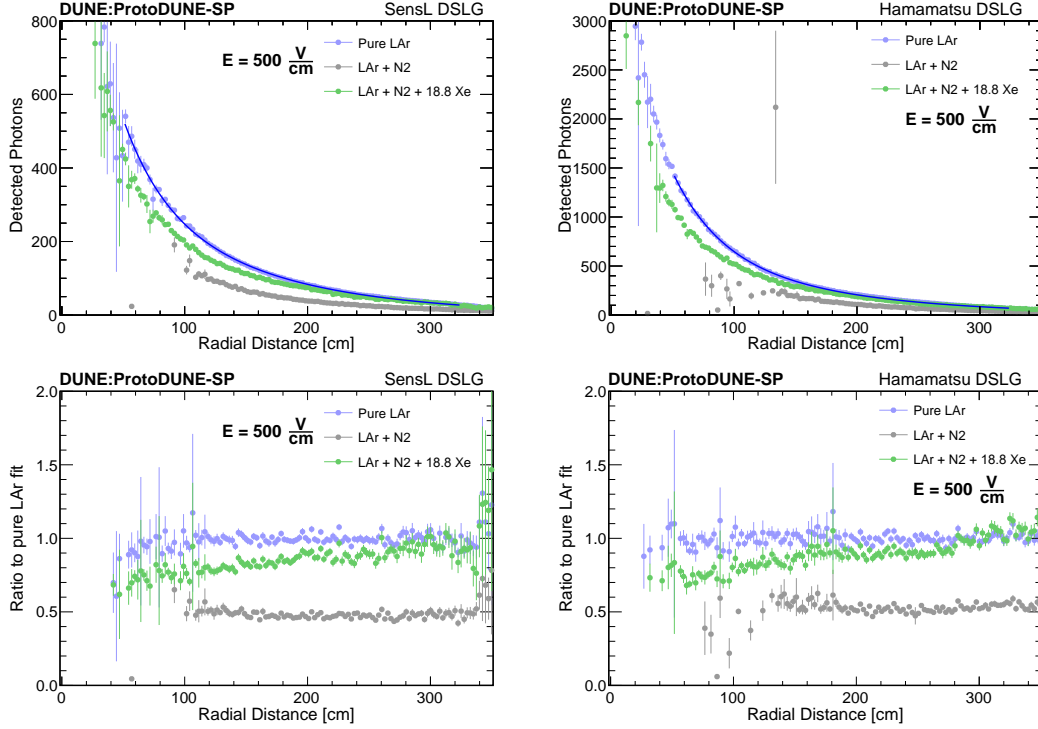 DUNE:ProtoDUNE-SP SensL DSLG
Detected Photons
800
600
400
200
0
E = 500 V/cm
Pure LAr
LAr + N2
LAr + N2 + 18.8 Xe
0 100 200 300
Radial Distance [cm]
DUNE:ProtoDUNE-SP Hamamatsu DSLG
Detected Photons
3000
2500
2000
1500
1000
500
0
Pure LAr
LAr + N2
LAr + N2 + 18.8 Xe
E = 500 V/cm
0 100 200 300
Radial Distance [cm]
DUNE:ProtoDUNE-SP SensL DSLG
Ratio to pure LAr fit
2.0
1.5
1.0
0.5
0.0
E = 500 V/cm
Pure LAr
LAr + N2
LAr + N2 + 18.8 Xe
0 100 200 300
Radial Distance [cm]
DUNE:ProtoDUNE-SP Hamamatsu DSLG
Ratio to pure LAr fit
2.0
1.5
1.0
0.5
0.0
Pure LAr
LAr + N2
LAr + N2 + 18.8 Xe
E = 500 V/cm
0 100 200 300
Radial Distance [cm]